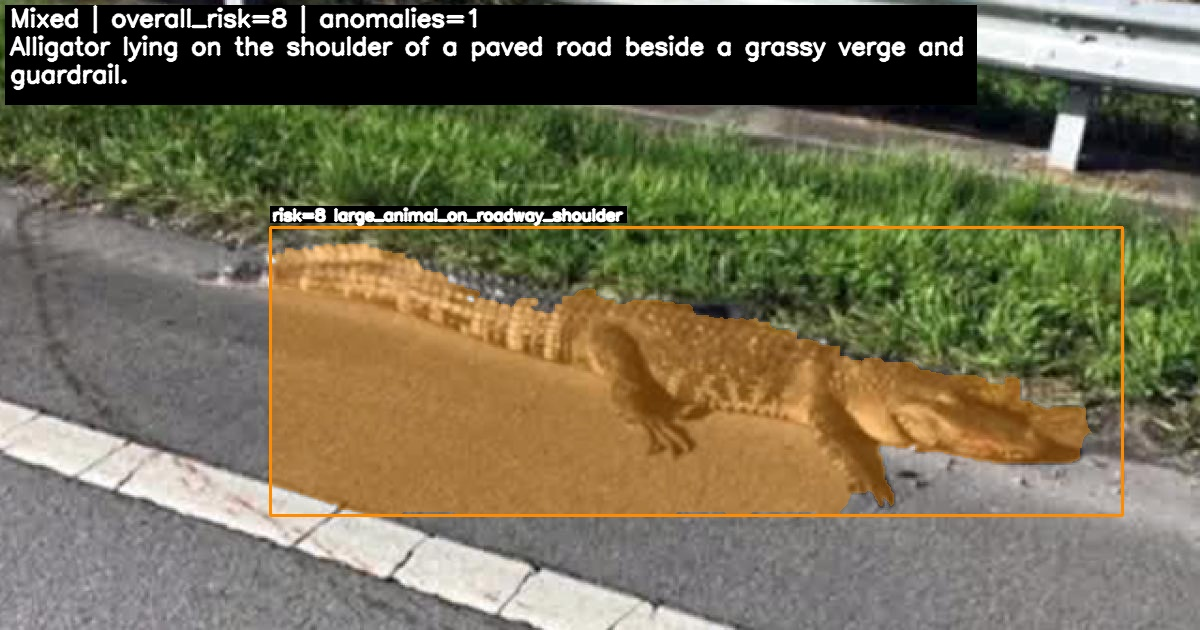 Mixed | overall_risk=8 | anomalies=1
Alligator lying on the shoulder of a paved road beside a grassy verge and
guardrail.
risk=8 large_animal_on_roadway_shoulder